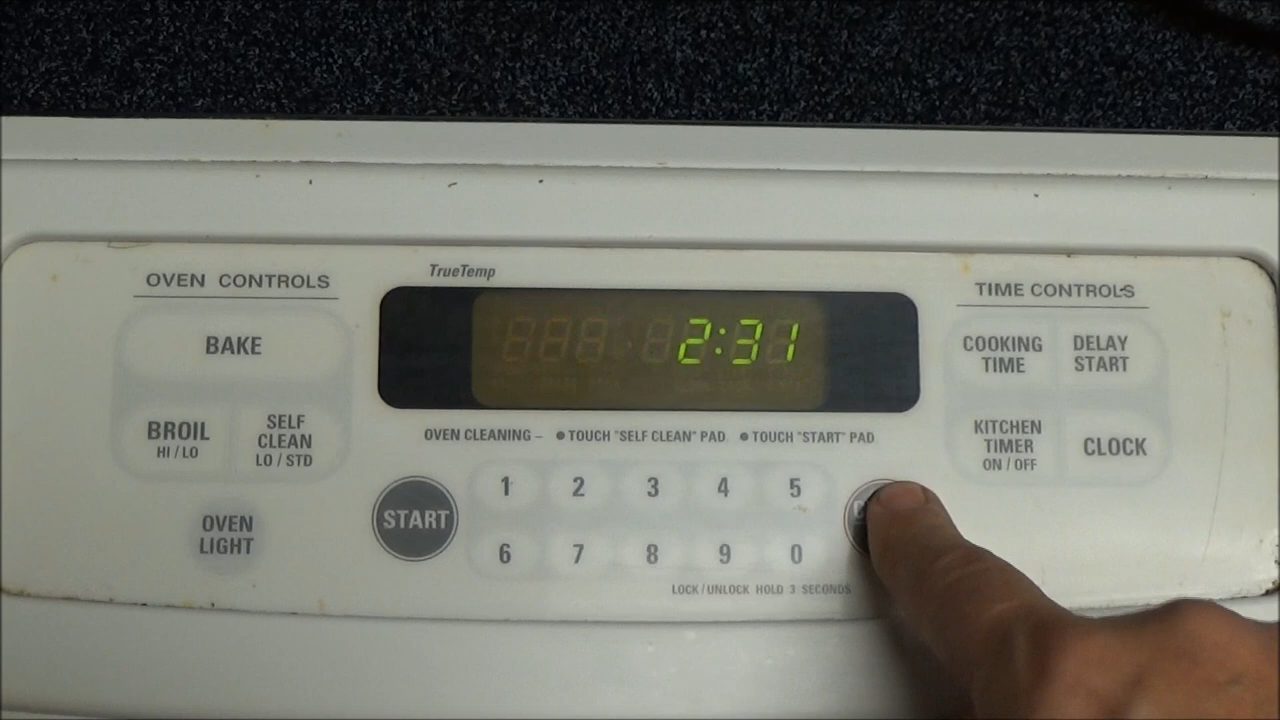 TrueTemp
OVEN CONTROLS
BAKE
BROIL
HI / LO
SELF
CLEAN
LO / STD
OVEN
LIGHT
2:31
OVEN CLEANING – ● TOUCH "SELF CLEAN" PAD ● TOUCH "START" PAD
START
1 2 3 4 5
6 7 8 9 0
LOCK / UNLOCK HOLD 3 SECONDS
TIME CONTROLS
COOKING
TIME
DELAY
START
KITCHEN
TIMER
ON / OFF
CLOCK